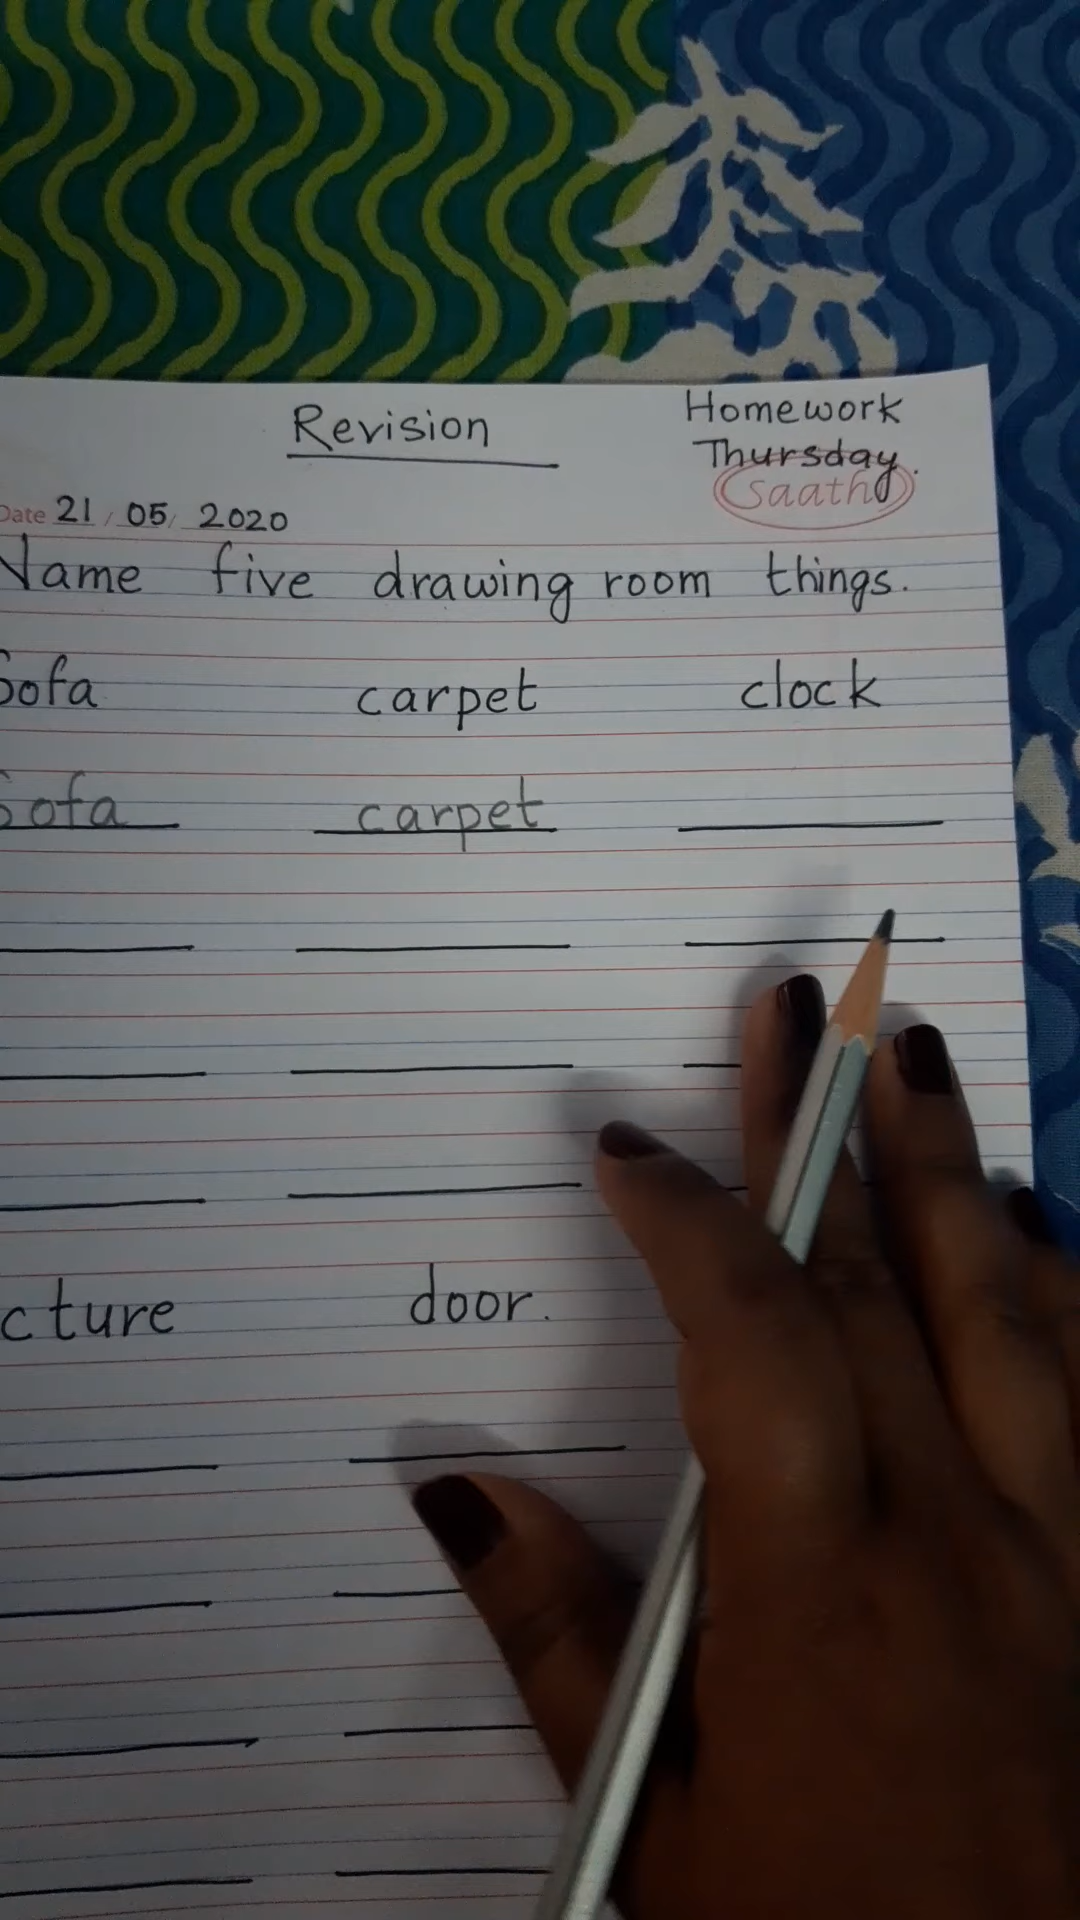 Revision
Homework
Thursday.
saathi
Date 21/05/2020
Name five drawing room things.
Sofa carpet clock
Sofa carpet
cture door.